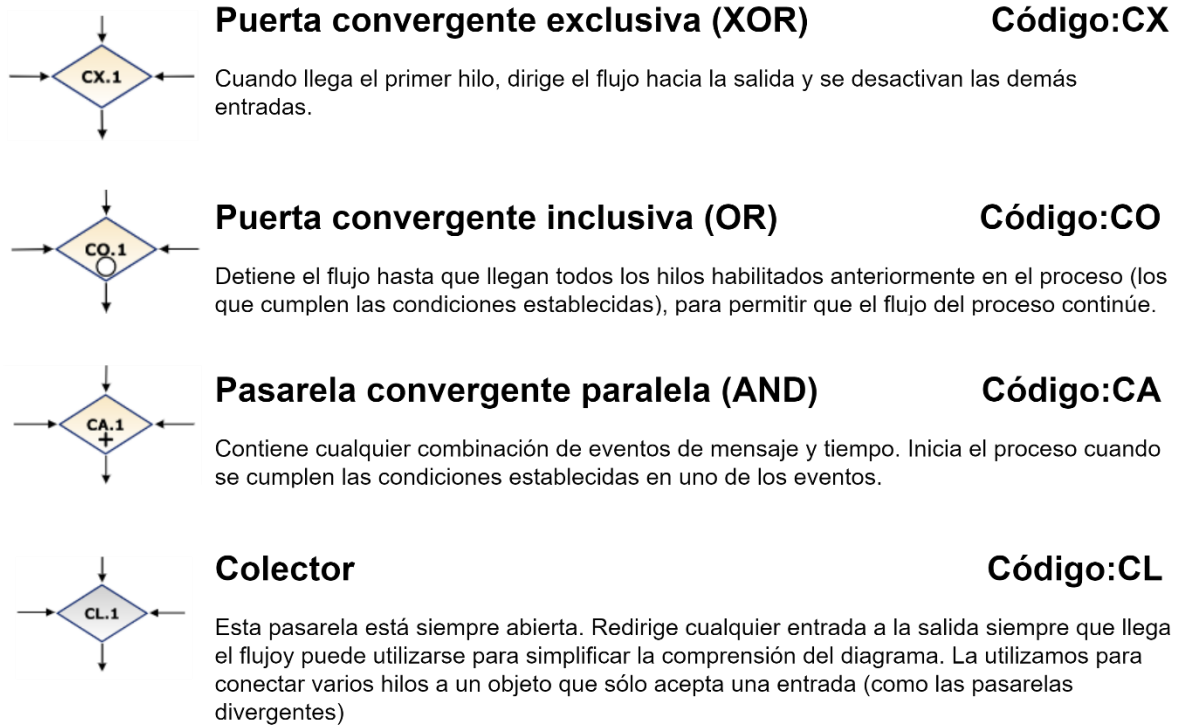 Puerta convergente exclusiva (XOR) Código:CX
CX.1
Cuando llega el primer hilo, dirige el flujo hacia la salida y se desactivan las demás
entradas.
Puerta convergente inclusiva (OR) Código:CO
CO.1
Detiene el flujo hasta que llegan todos los hilos habilitados anteriormente en el proceso (los
que cumplen las condiciones establecidas), para permitir que el flujo del proceso continúe.
Pasarela convergente paralela (AND) Código:CA
CA.1
Contiene cualquier combinación de eventos de mensaje y tiempo. Inicia el proceso cuando
se cumplen las condiciones establecidas en uno de los eventos.
Colector Código:CL
CL.1
Esta pasarela está siempre abierta. Redirige cualquier entrada a la salida siempre que llega
el flujoy puede utilizarse para simplificar la comprensión del diagrama. La utilizamos para
conectar varios hilos a un objeto que sólo acepta una entrada (como las pasarelas
divergentes)